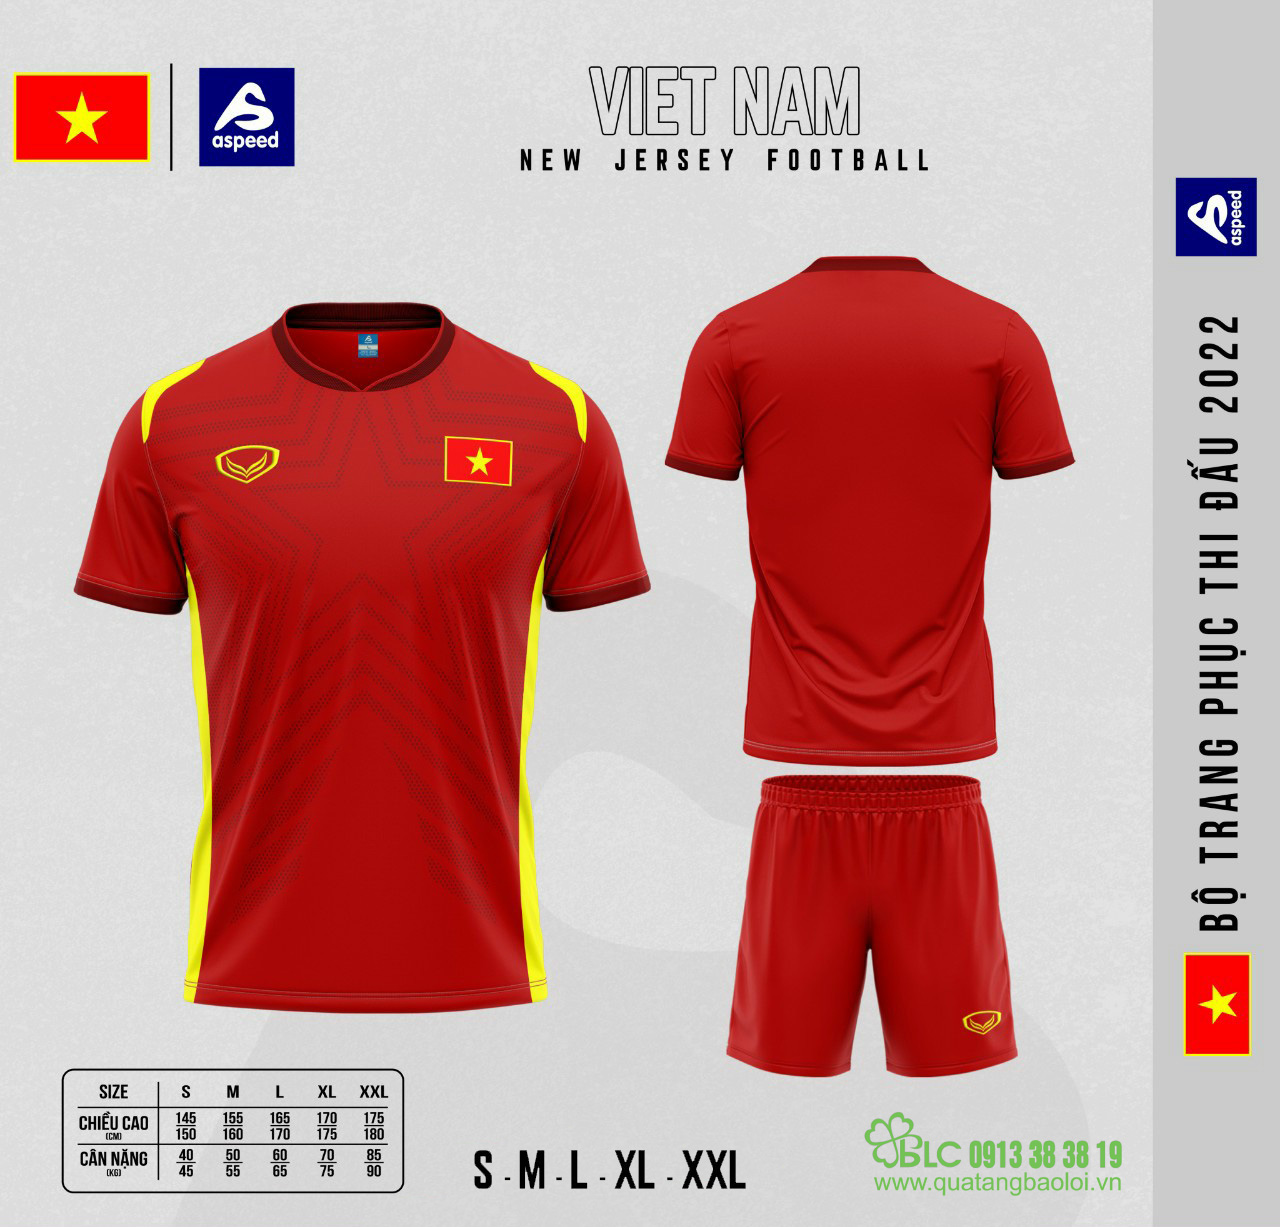 aspeed
VIET NAM
NEW JERSEY FOOTBALL
aspeed
BỘ TRANG PHỤC THI ĐẤU 2022
SIZE S M L XL XXL
CHIỀU CAO (CM) 145 155 165 170 175
150 160 170 175 180
CÂN NẶNG (KG) 40 50 60 70 85
45 55 65 75 90
S - M - L - XL - XXL
BLC 0913 38 38 19
www.quatangbaoloi.vn